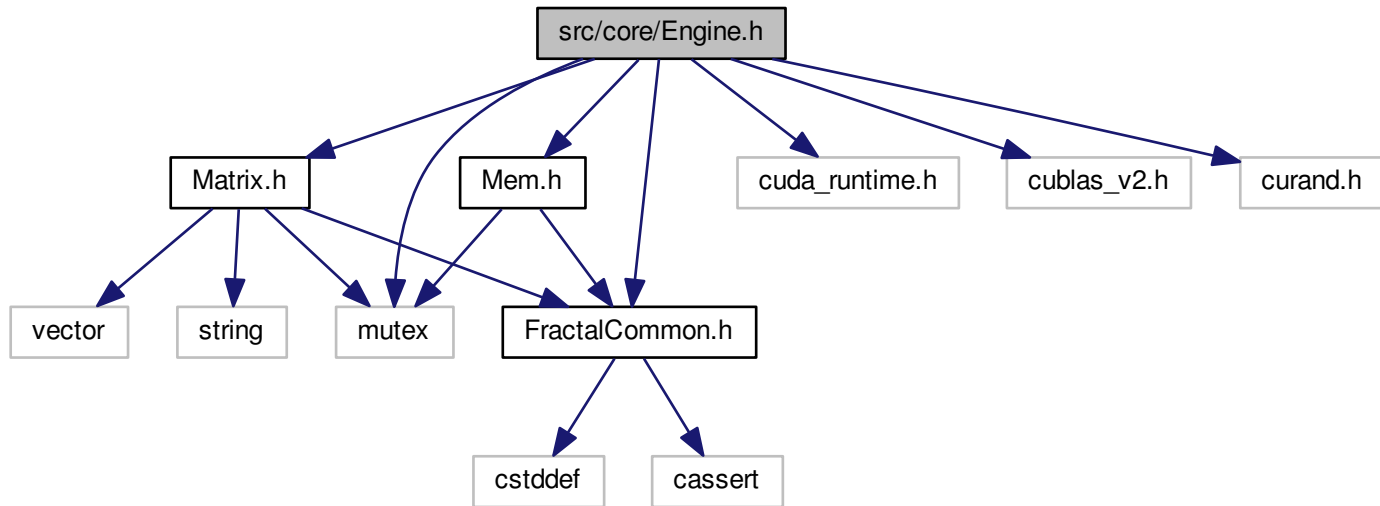 src/core/Engine.h
Matrix.h
Mem.h
cuda_runtime.h
cublas_v2.h
curand.h
vector
string
mutex
FractalCommon.h
cstddef
cassert